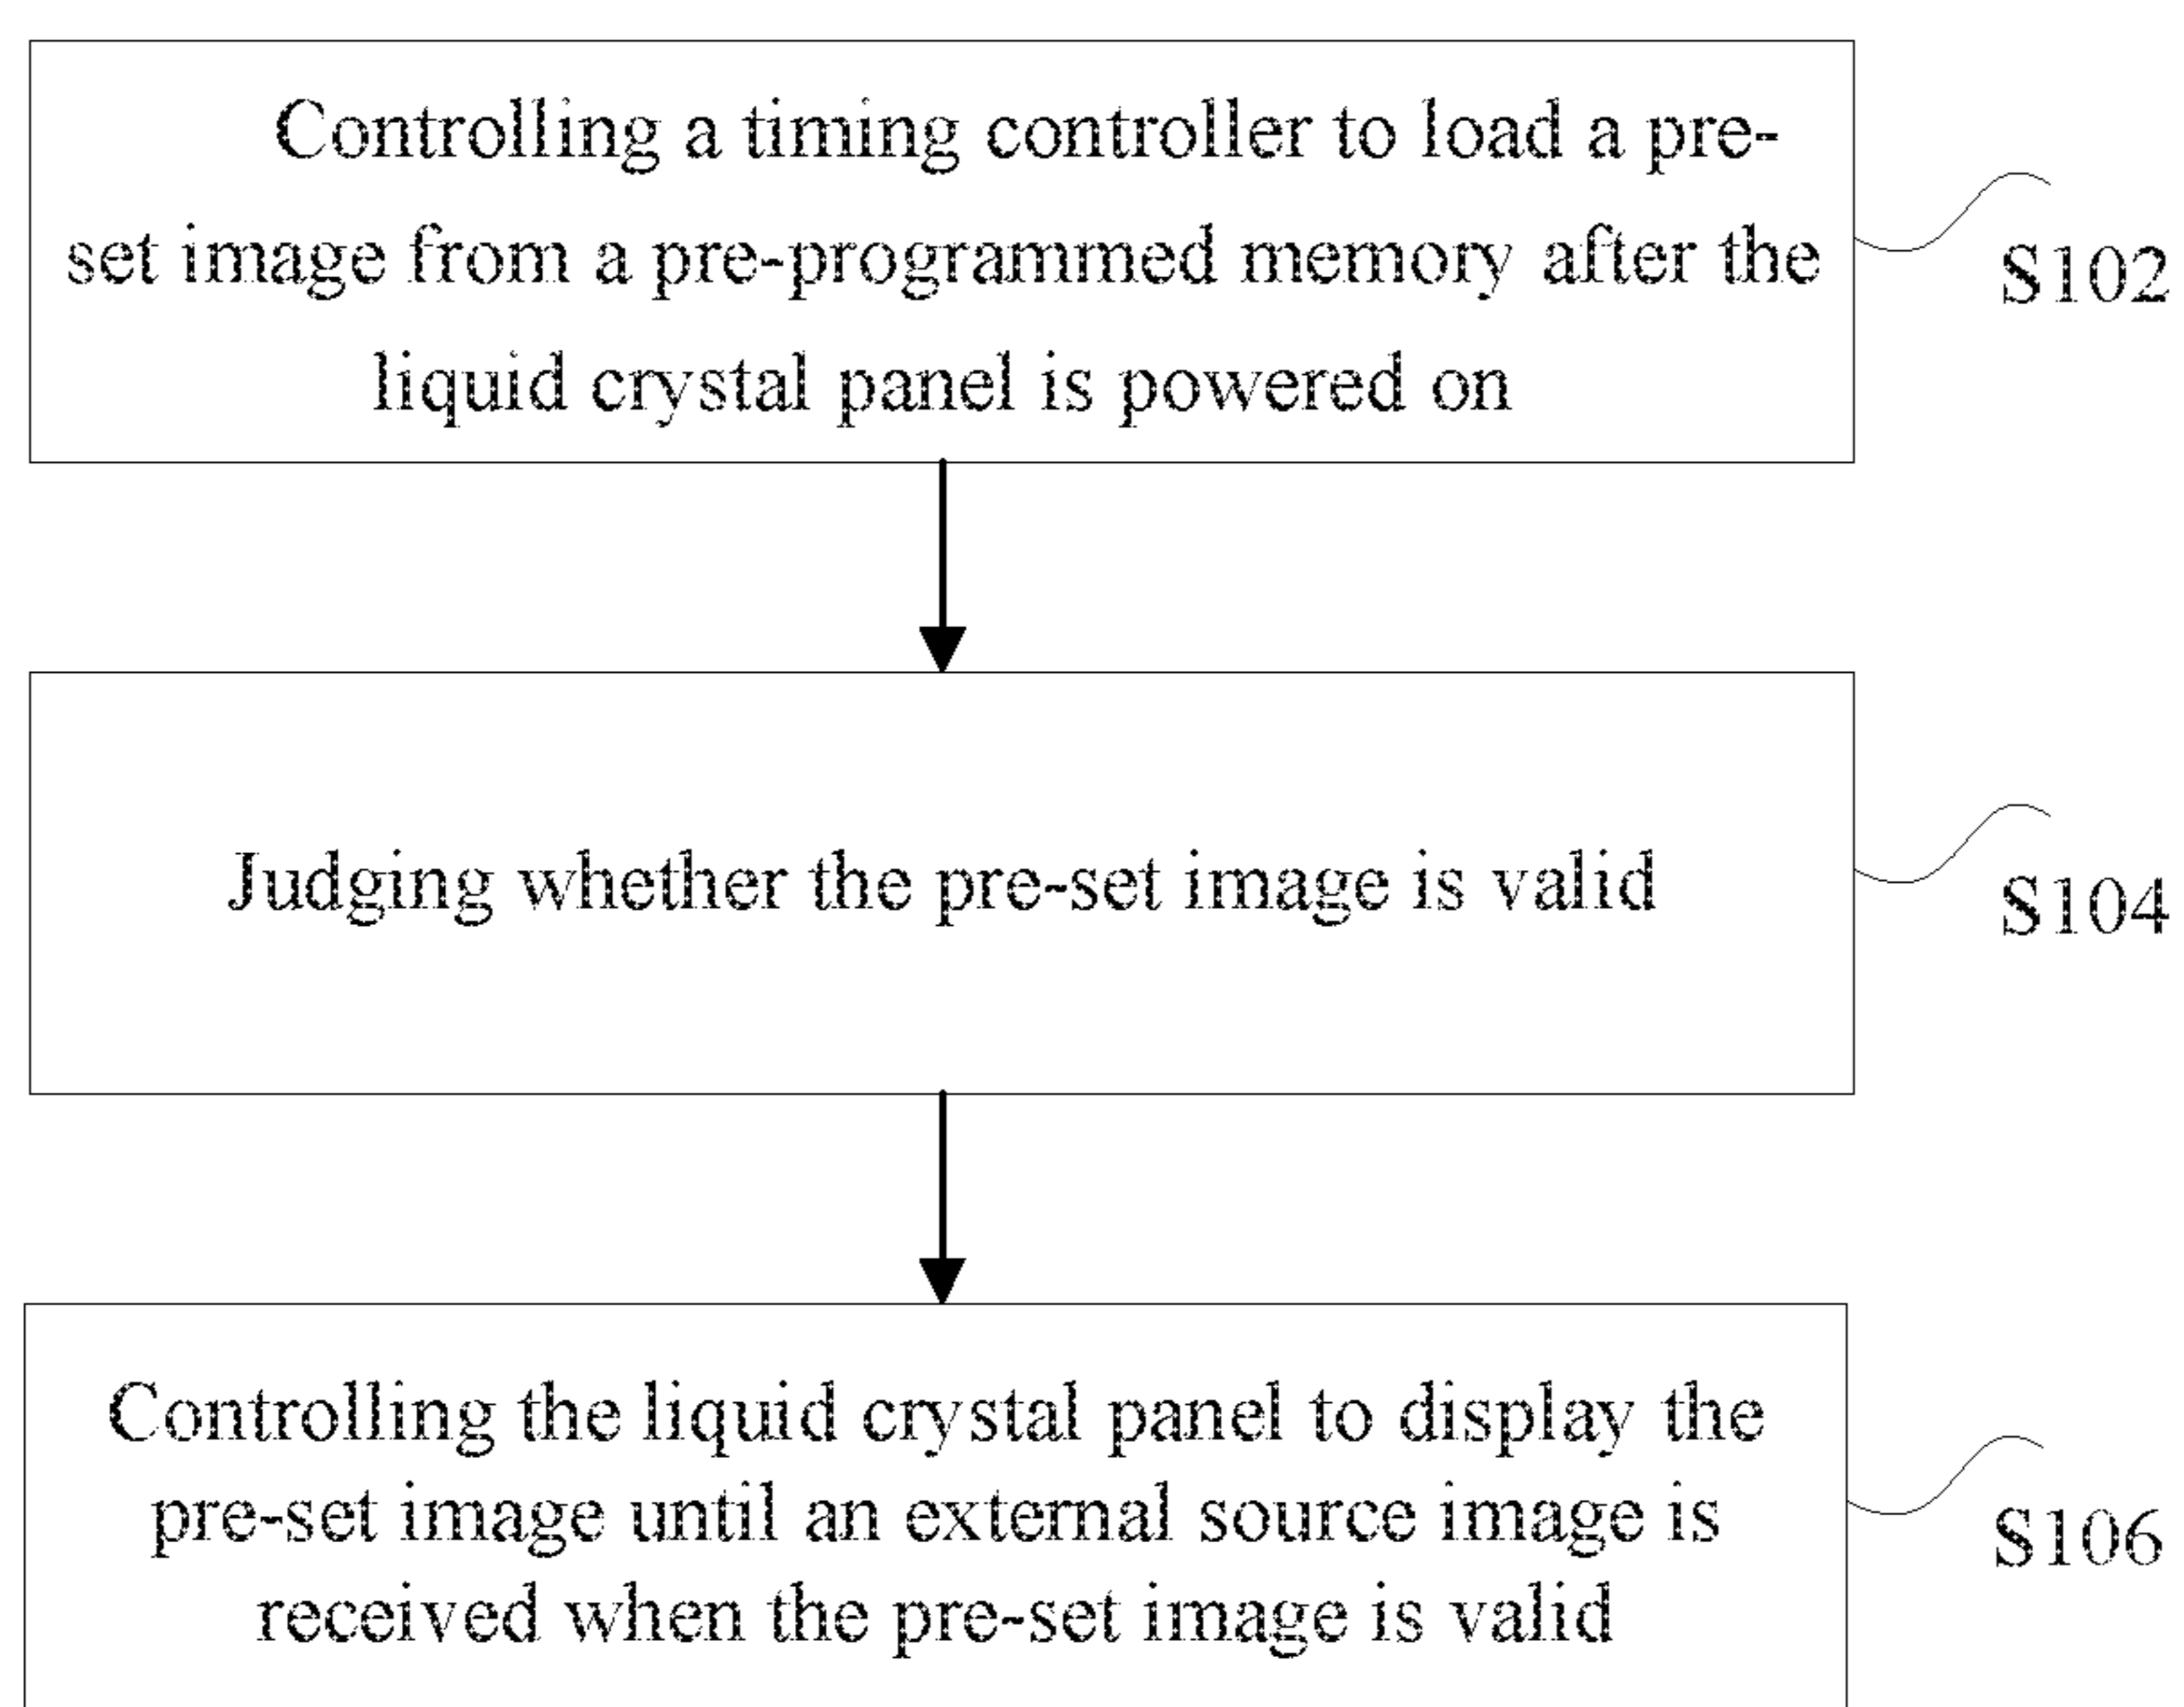 Controlling a timing controller to load a pre-
set image from a pre-programmed memory after the
liquid crystal panel is powered on
S102
Judging whether the pre-set image is valid
S104
Controlling the liquid crystal panel to display the
pre-set image until an external source image is
received when the pre-set image is valid
S106